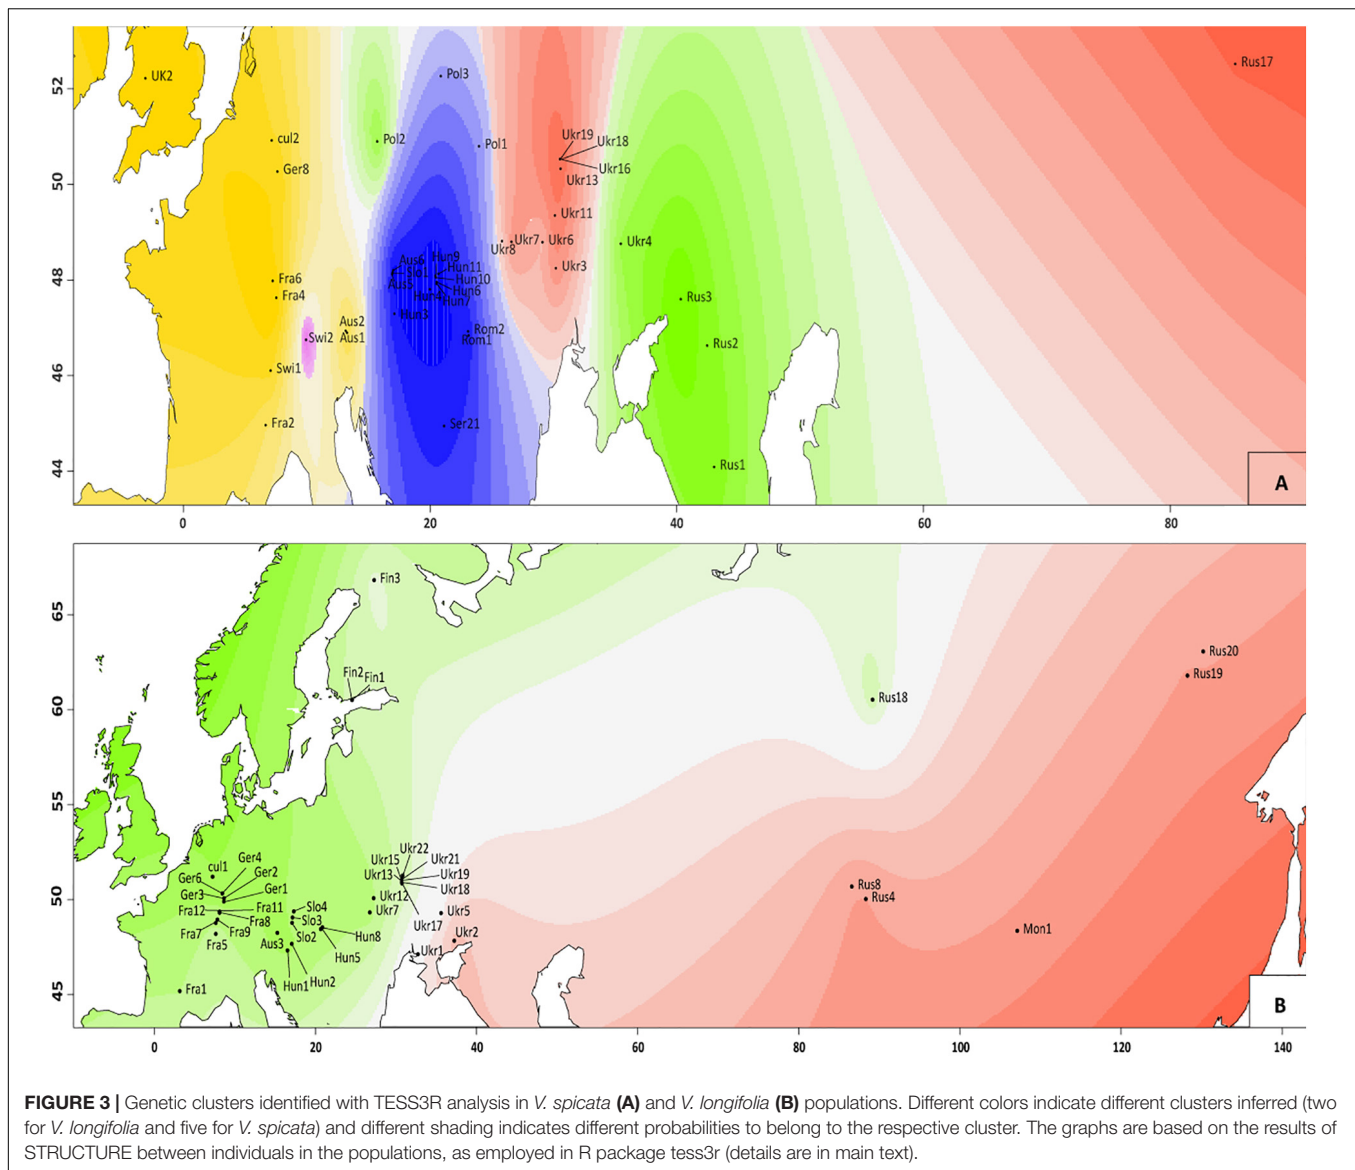 52
50
48
46
44
UK2
cul2
Ger8
Fra6
Fra4
Swi1
Fra2
Swi2
Aus2
Aus1
Pol2
Pol3
Pol1
Aus6
Slo1
Aus5
Hun9
Hun11
Hun10
Hun6
Hun7
Hun4
Hun3
Rom2
Rom1
Ser21
Ukr19
Ukr18
Ukr16
Ukr13
Ukr11
Ukr7
Ukr6
Ukr8
Ukr3
Ukr4
Rus3
Rus2
Rus1
Rus17
A
0 20 40 60 80
65
60
55
50
45
Fin3
Fin2
Fin1
Rus18
Rus20
Rus19
Rus8
Rus4
Mon1
Ger4
cul1
Ger2
Ger6
Ger1
Ger3
Fra12
Fra11
Fra8
Fra7
Fra9
Fra5
Fra1
Slo4
Slo3
Slo2
Aus3
Hun8
Hun5
Hun2
Hun1
Ukr22
Ukr15
Ukr21
Ukr13
Ukr19
Ukr18
Ukr12
Ukr7
Ukr17
Ukr5
Ukr2
Ukr1
B
0 20 40 60 80 100 120 140
FIGURE 3 | Genetic clusters identified with TESS3R analysis in V. spicata (A) and V. longifolia (B) populations. Different colors indicate different clusters inferred (two
for V. longifolia and five for V. spicata) and different shading indicates different probabilities to belong to the respective cluster. The graphs are based on the results of
STRUCTURE between individuals in the populations, as employed in R package tess3r (details are in main text).